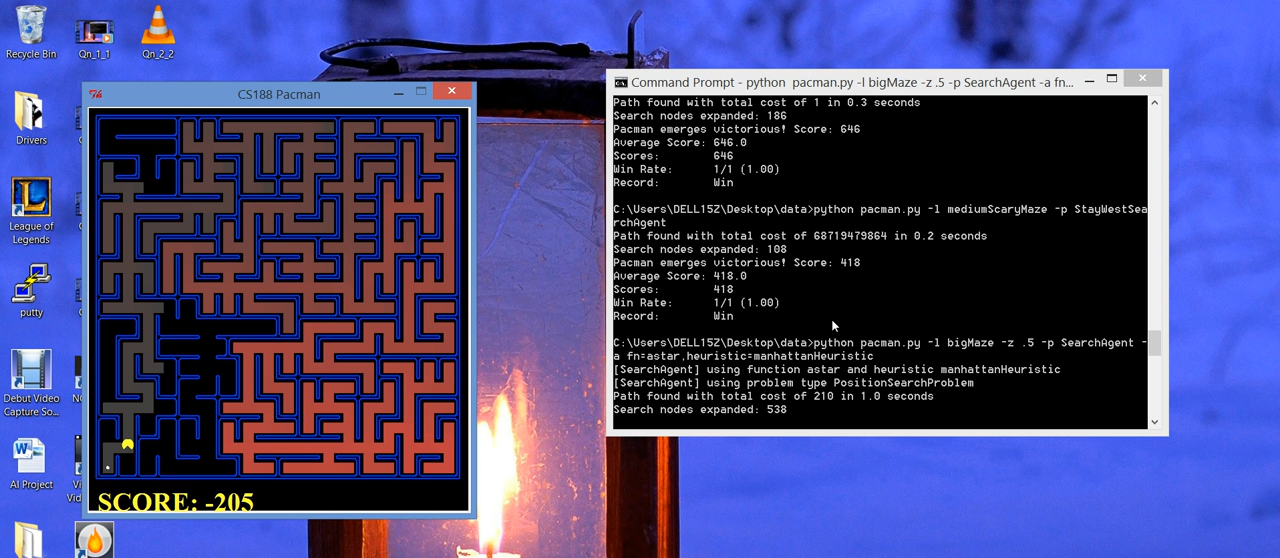 Recycle Bin
Qn_1_1
Qn_2_2
Drivers
League of
Legends
putty
Debut Video
Capture So...
AI Project
CS188 Pacman
SCORE: -205
Command Prompt - python  pacman.py -l bigMaze -z .5 -p SearchAgent -a fn...
Path found with total cost of 1 in 0.3 seconds
Search nodes expanded: 186
Pacman emerges victorious! Score: 646
Average Score: 646.0
Scores:        646
Win Rate:      1/1 (1.00)
Record:        Win
C:\Users\DELL15Z\Desktop\data>python pacman.py -l mediumScaryMaze -p StayWestSea
rchAgent
Path found with total cost of 68719479864 in 0.2 seconds
Search nodes expanded: 108
Pacman emerges victorious! Score: 418
Average Score: 418.0
Scores:        418
Win Rate:      1/1 (1.00)
Record:        Win
C:\Users\DELL15Z\Desktop\data>python pacman.py -l bigMaze -z .5 -p SearchAgent -
a fn=astar,heuristic=manhattanHeuristic
[SearchAgent] using function astar and heuristic manhattanHeuristic
[SearchAgent] using problem type PositionSearchProblem
Path found with total cost of 210 in 1.0 seconds
Search nodes expanded: 538